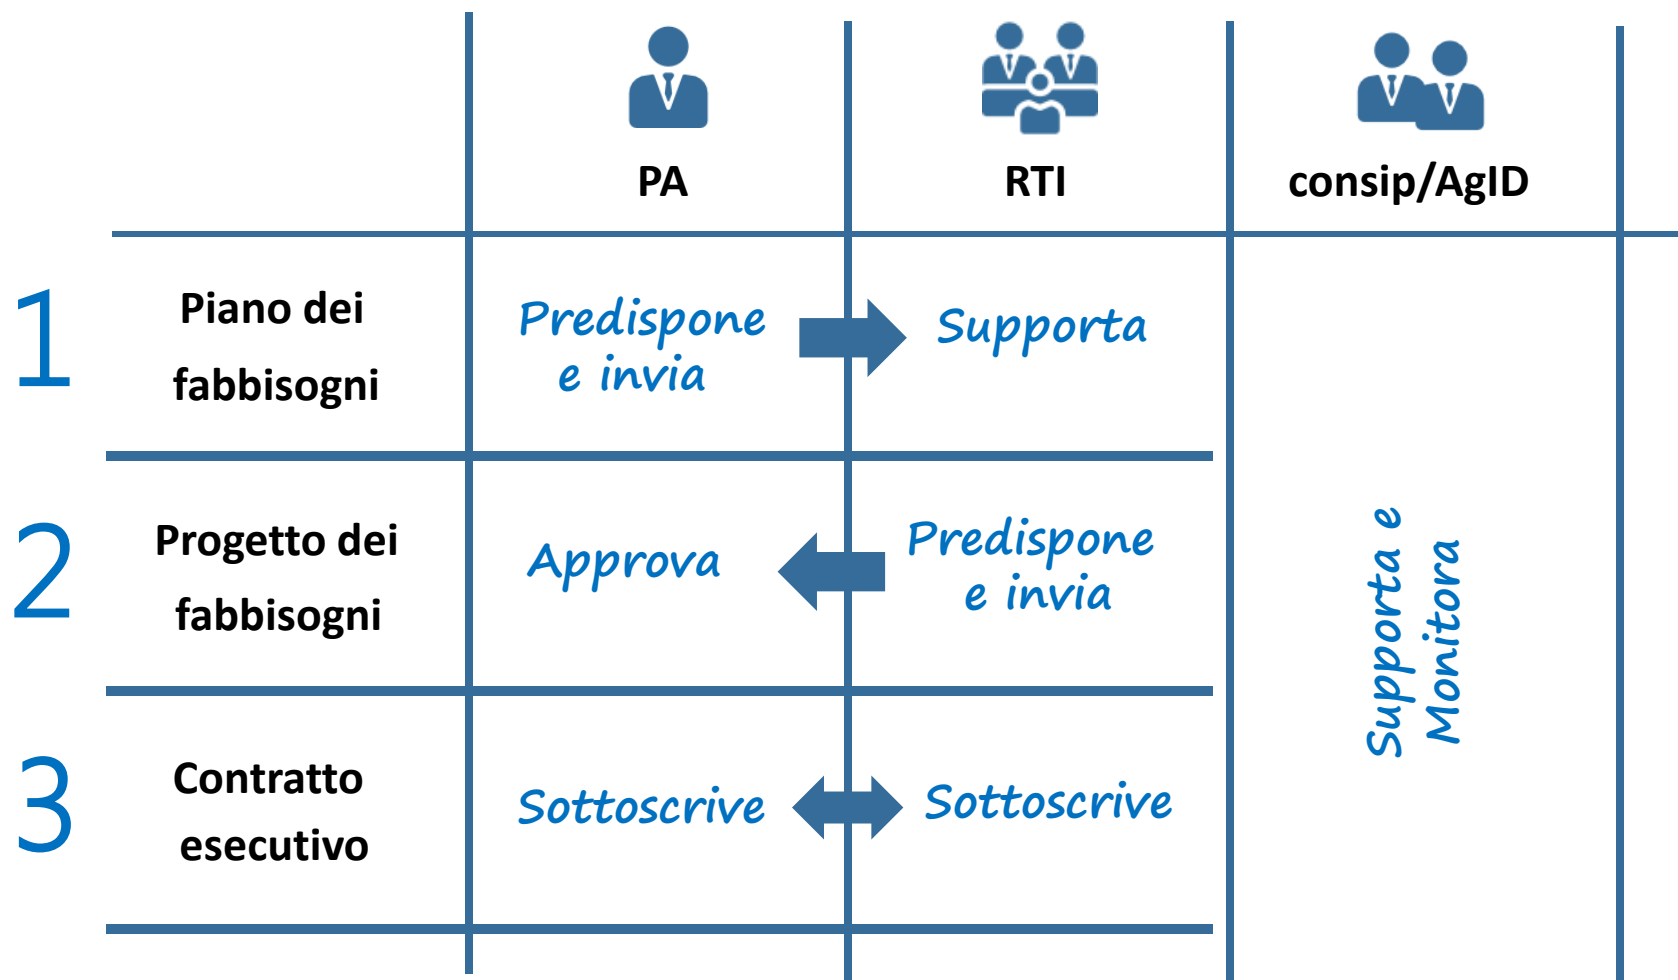 PA
RTI
consip/AgID
1
Piano dei
fabbisogni
Predispone
e invia
Supporta
2
Progetto dei
fabbisogni
Approva
Predispone
e invia
3
Contratto
esecutivo
Sottoscrive
Sottoscrive
Supporta e
Monitora